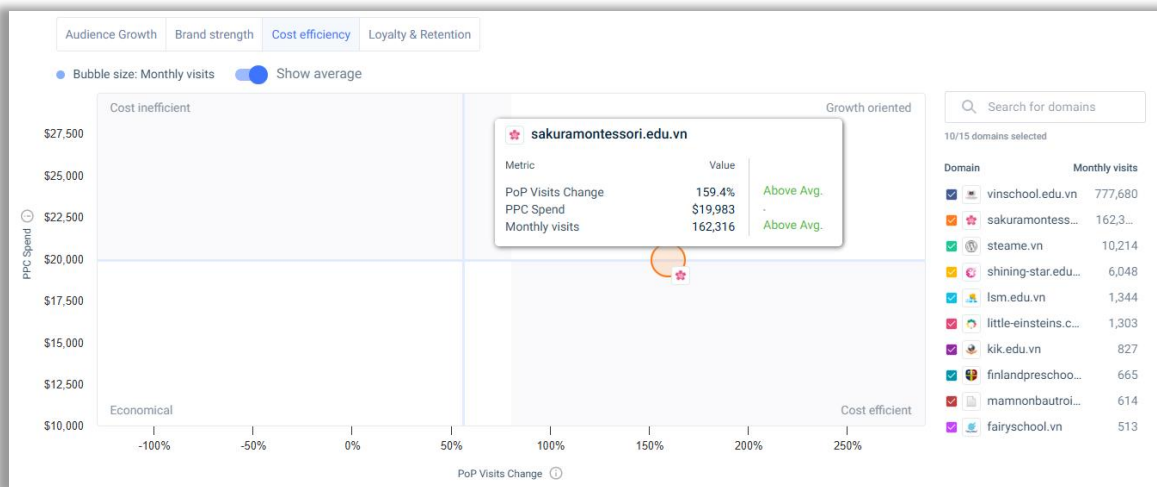 Audience Growth Brand strength Cost efficiency Loyalty & Retention
Bubble size: Monthly visits Show average
Cost inefficient Growth oriented
$27,500
$25,000
$22,500
$20,000
$17,500
$15,000
$12,500
$10,000
PPC Spend
sakuramontessori.edu.vn
Metric Value
PoP Visits Change 159.4% Above Avg.
PPC Spend $19,983 -
Monthly visits 162,316 Above Avg.
Economical Cost efficient
-100% -50% 0% 50% 100% 150% 200% 250%
PoP Visits Change
Search for domains
10/15 domains selected
Domain Monthly visits
vinschool.edu.vn 777,680
sakuramontess... 162,3...
steame.vn 10,214
shining-star.edu... 6,048
lsm.edu.vn 1,344
little-einsteins.c... 1,303
kik.edu.vn 827
finlandpreschoo... 665
mamnonbautroi... 614
fairyschool.vn 513